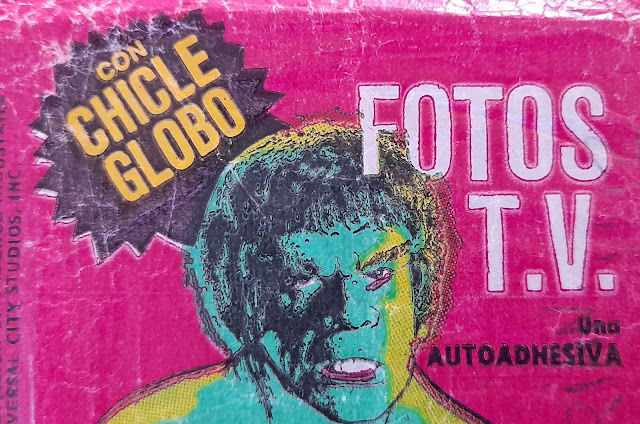 CON
CHICLE
GLOBO
FOTOS
T.V.
Una
AUTOADHESIVA
VERSAL CITY STUDIOS, INC.